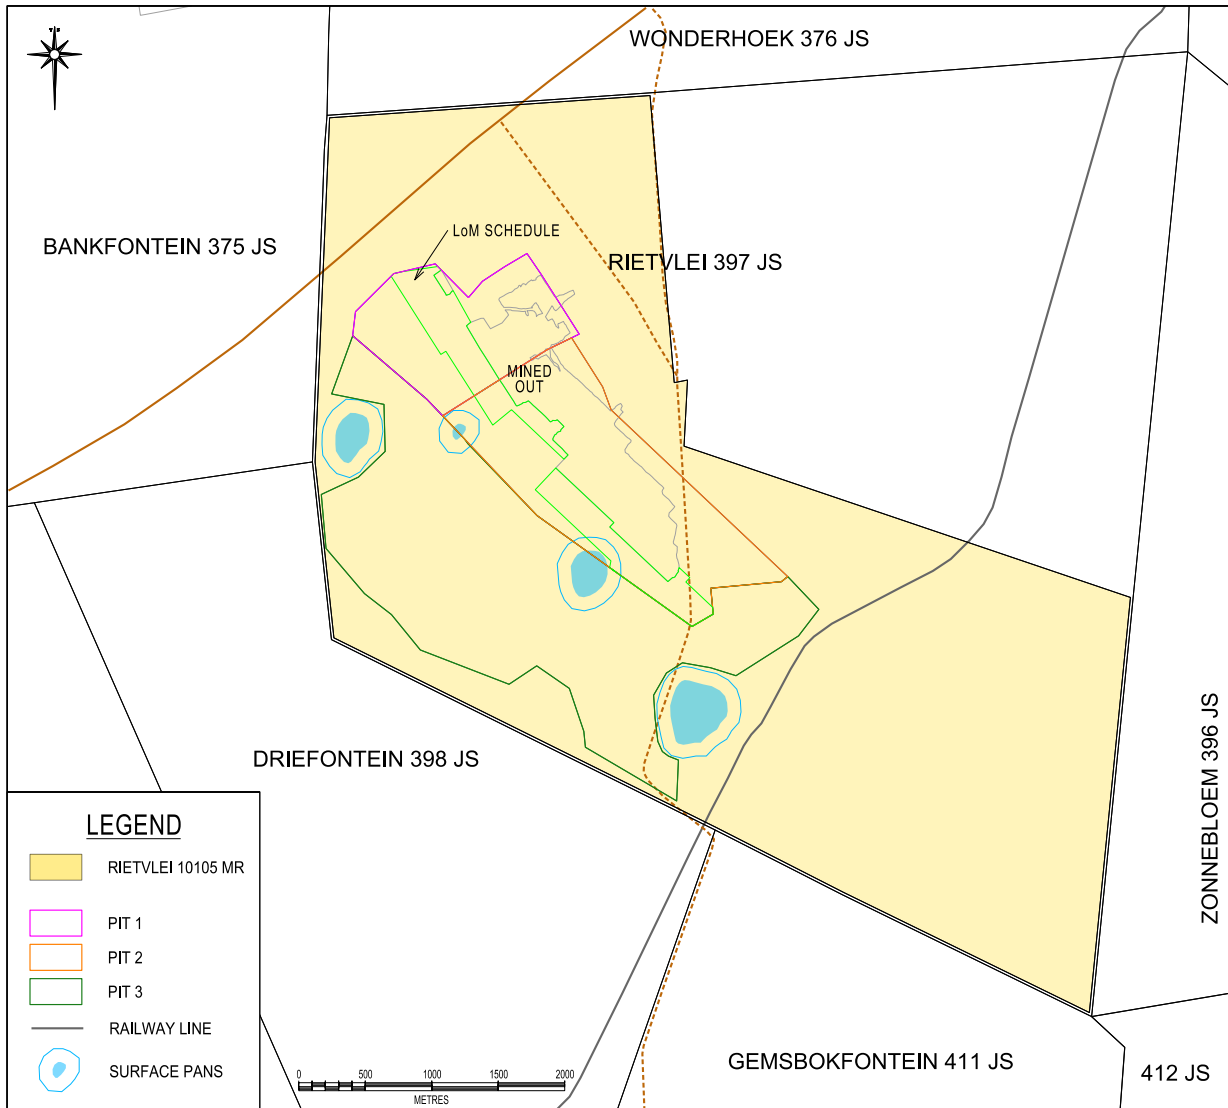 WONDERHOEK 376 JS
BANKFONTEIN 375 JS
LoM SCHEDULE
RIETVLEI 397 JS
MINED
OUT
DRIEFONTEIN 398 JS
ZONNEBLOEM 396 JS
LEGEND
RIETVLEI 10105 MR
PIT 1
PIT 2
PIT 3
RAILWAY LINE
SURFACE PANS
0 500 1000 1500 2000
METRES
GEMSBOKFONTEIN 411 JS
412 JS